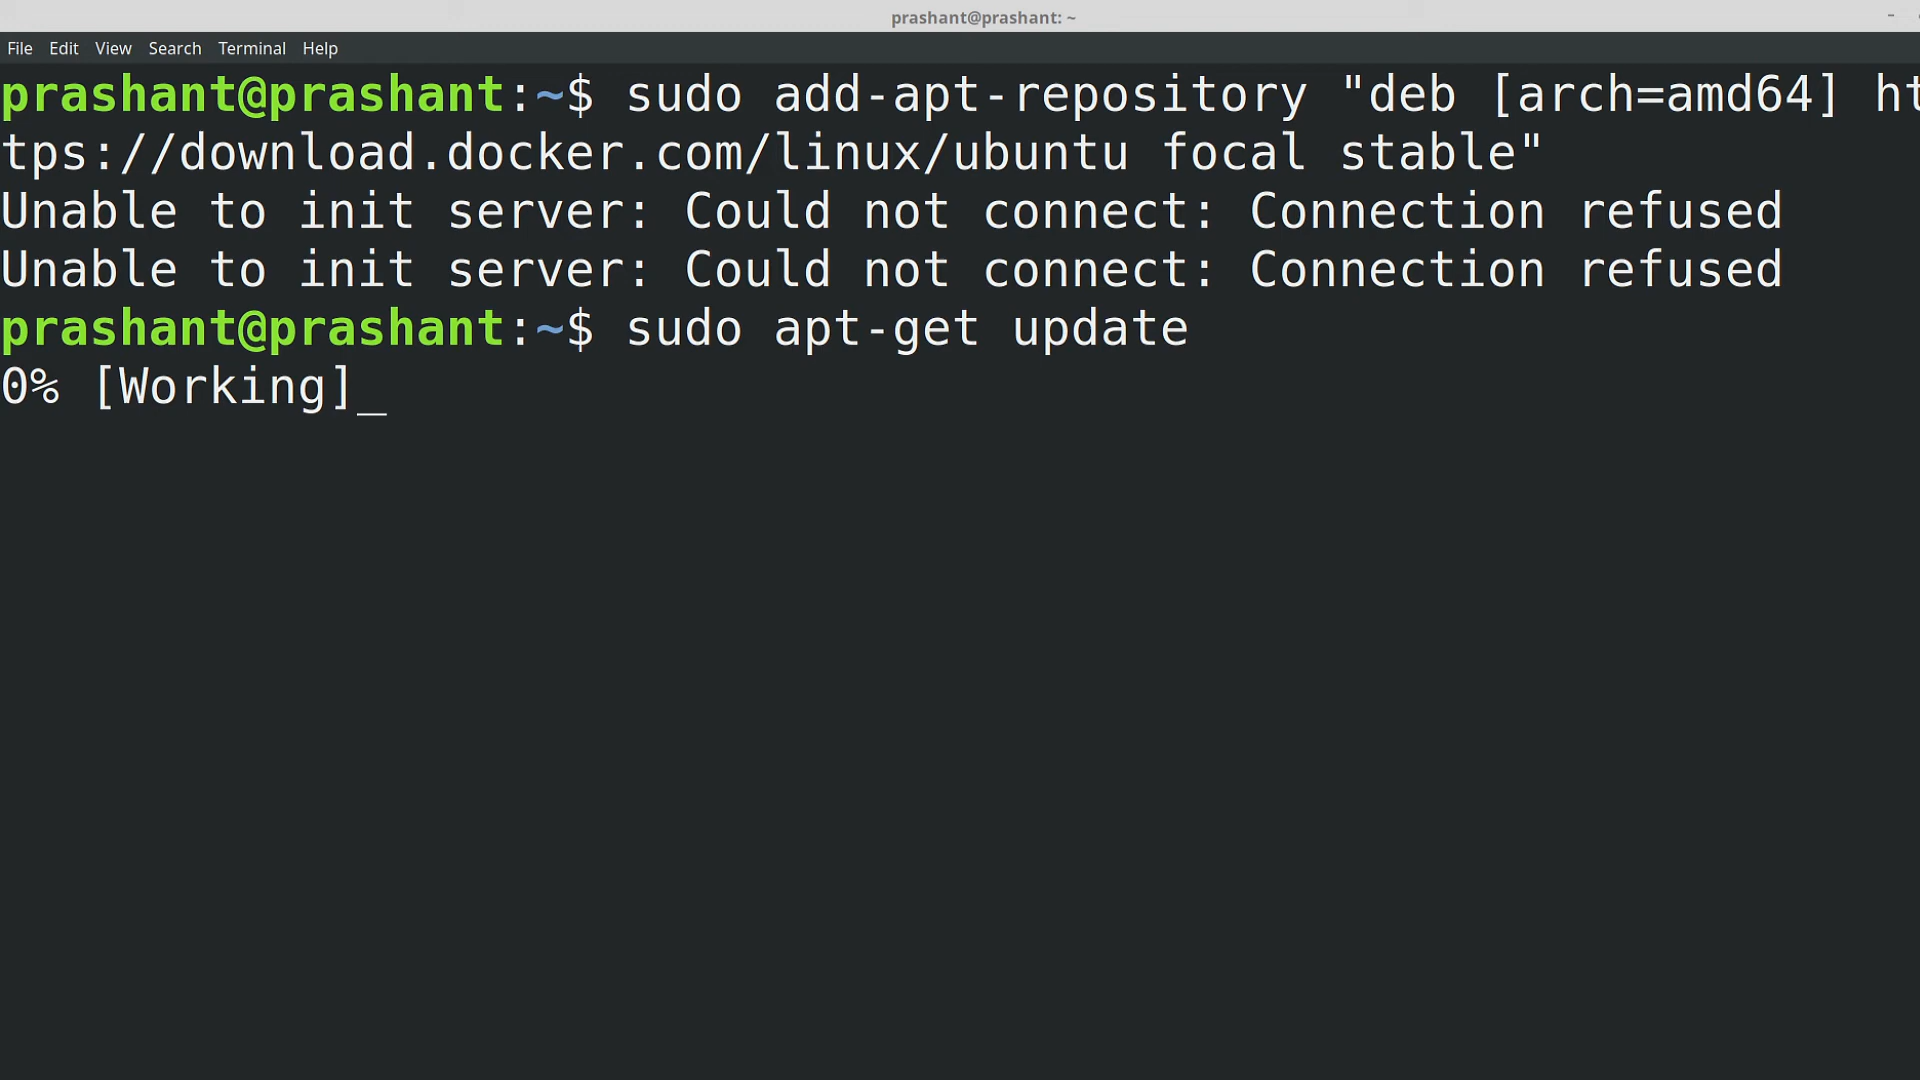 prashant@prashant: ~
File Edit View Search Terminal Help
prashant@prashant:~$ sudo add-apt-repository "deb [arch=amd64] ht
tps://download.docker.com/linux/ubuntu focal stable"
Unable to init server: Could not connect: Connection refused
Unable to init server: Could not connect: Connection refused
prashant@prashant:~$ sudo apt-get update
0% [Working]_